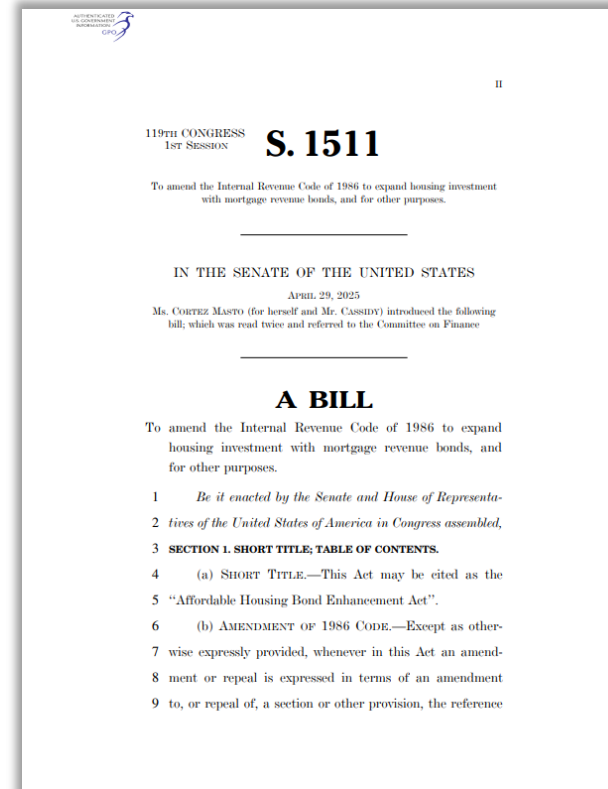 AUTHENTICATED
U.S. GOVERNMENT
INFORMATION
GPO
II
119TH CONGRESS
1ST SESSION
S. 1511
To amend the Internal Revenue Code of 1986 to expand housing investment
with mortgage revenue bonds, and for other purposes.
IN THE SENATE OF THE UNITED STATES
APRIL 29, 2025
Ms. CORTEZ MASTO (for herself and Mr. CASSIDY) introduced the following
bill; which was read twice and referred to the Committee on Finance
A BILL
To amend the Internal Revenue Code of 1986 to expand
housing investment with mortgage revenue bonds, and
for other purposes.
1 Be it enacted by the Senate and House of Representa-
2 tives of the United States of America in Congress assembled,
3 SECTION 1. SHORT TITLE; TABLE OF CONTENTS.
4 (a) SHORT TITLE.—This Act may be cited as the
5 “Affordable Housing Bond Enhancement Act”.
6 (b) AMENDMENT OF 1986 CODE.—Except as other-
7 wise expressly provided, whenever in this Act an amend-
8 ment or repeal is expressed in terms of an amendment
9 to, or repeal of, a section or other provision, the reference